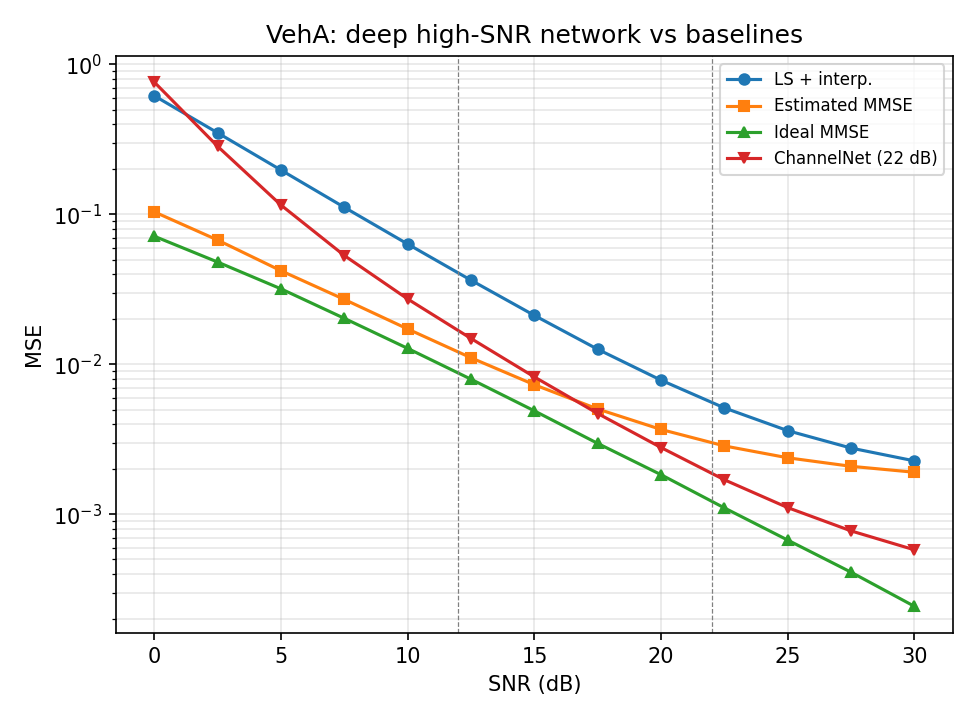 VehA: deep high-SNR network vs baselines
LS + interp.
Estimated MMSE
Ideal MMSE
ChannelNet (22 dB)
MSE
10⁰
10⁻¹
10⁻²
10⁻³
0 5 10 15 20 25 30
SNR (dB)